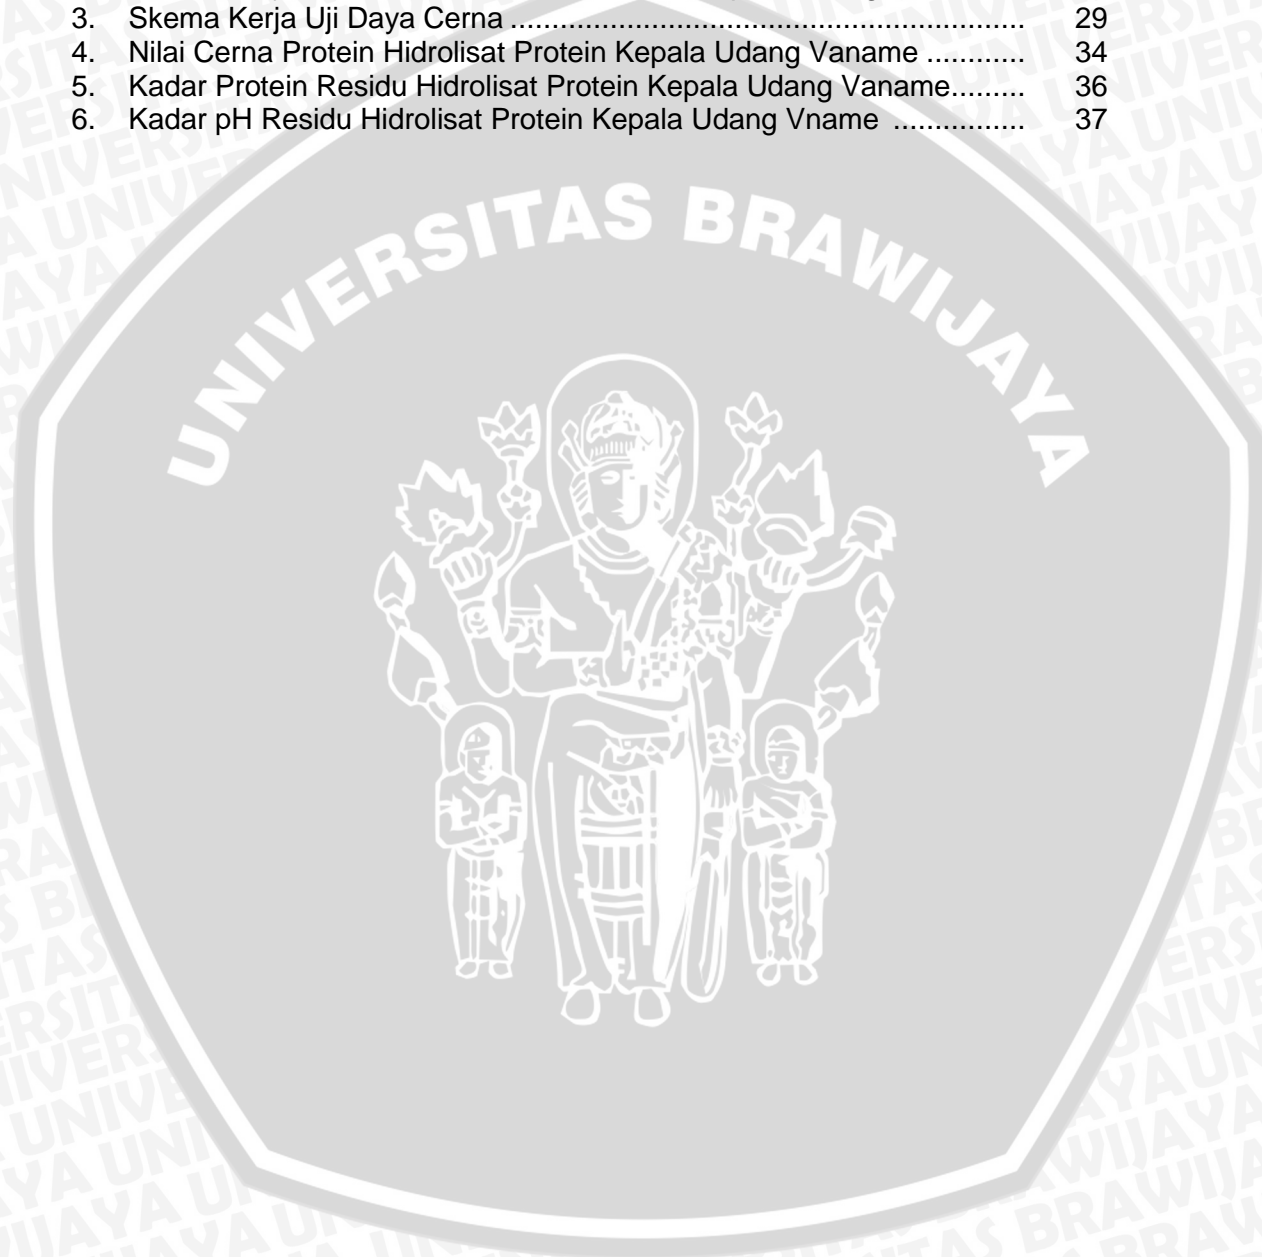 3. Skema Kerja Uji Daya Cerna ............................................................... 29
4. Nilai Cerna Protein Hidrolisat Protein Kepala Udang Vaname ............ 34
5. Kadar Protein Residu Hidrolisat Protein Kepala Udang Vaname......... 36
6. Kadar pH Residu Hidrolisat Protein Kepala Udang Vname ................ 37
UNIVERSITAS BRAWIJAYA